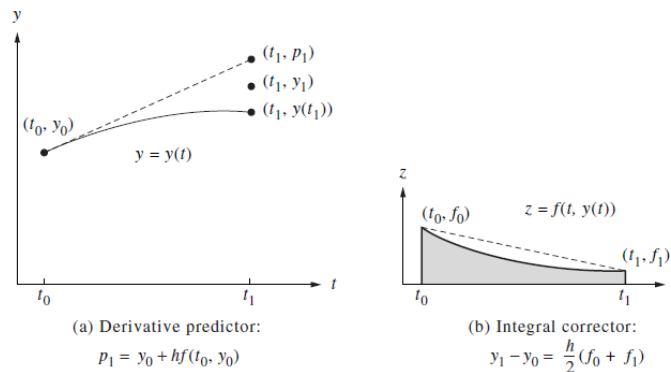 y
(t₁, p₁)
(t₁, y₁)
(t₁, y(t₁))
(t₀, y₀)
y = y(t)
t
t₀
t₁
(a) Derivative predictor:
p₁ = y₀ + hf(t₀, y₀)
z
(t₀, f₀)
z = f(t, y(t))
(t₁, f₁)
t₀
t₁
(b) Integral corrector:
y₁ − y₀ = h/2 (f₀ + f₁)